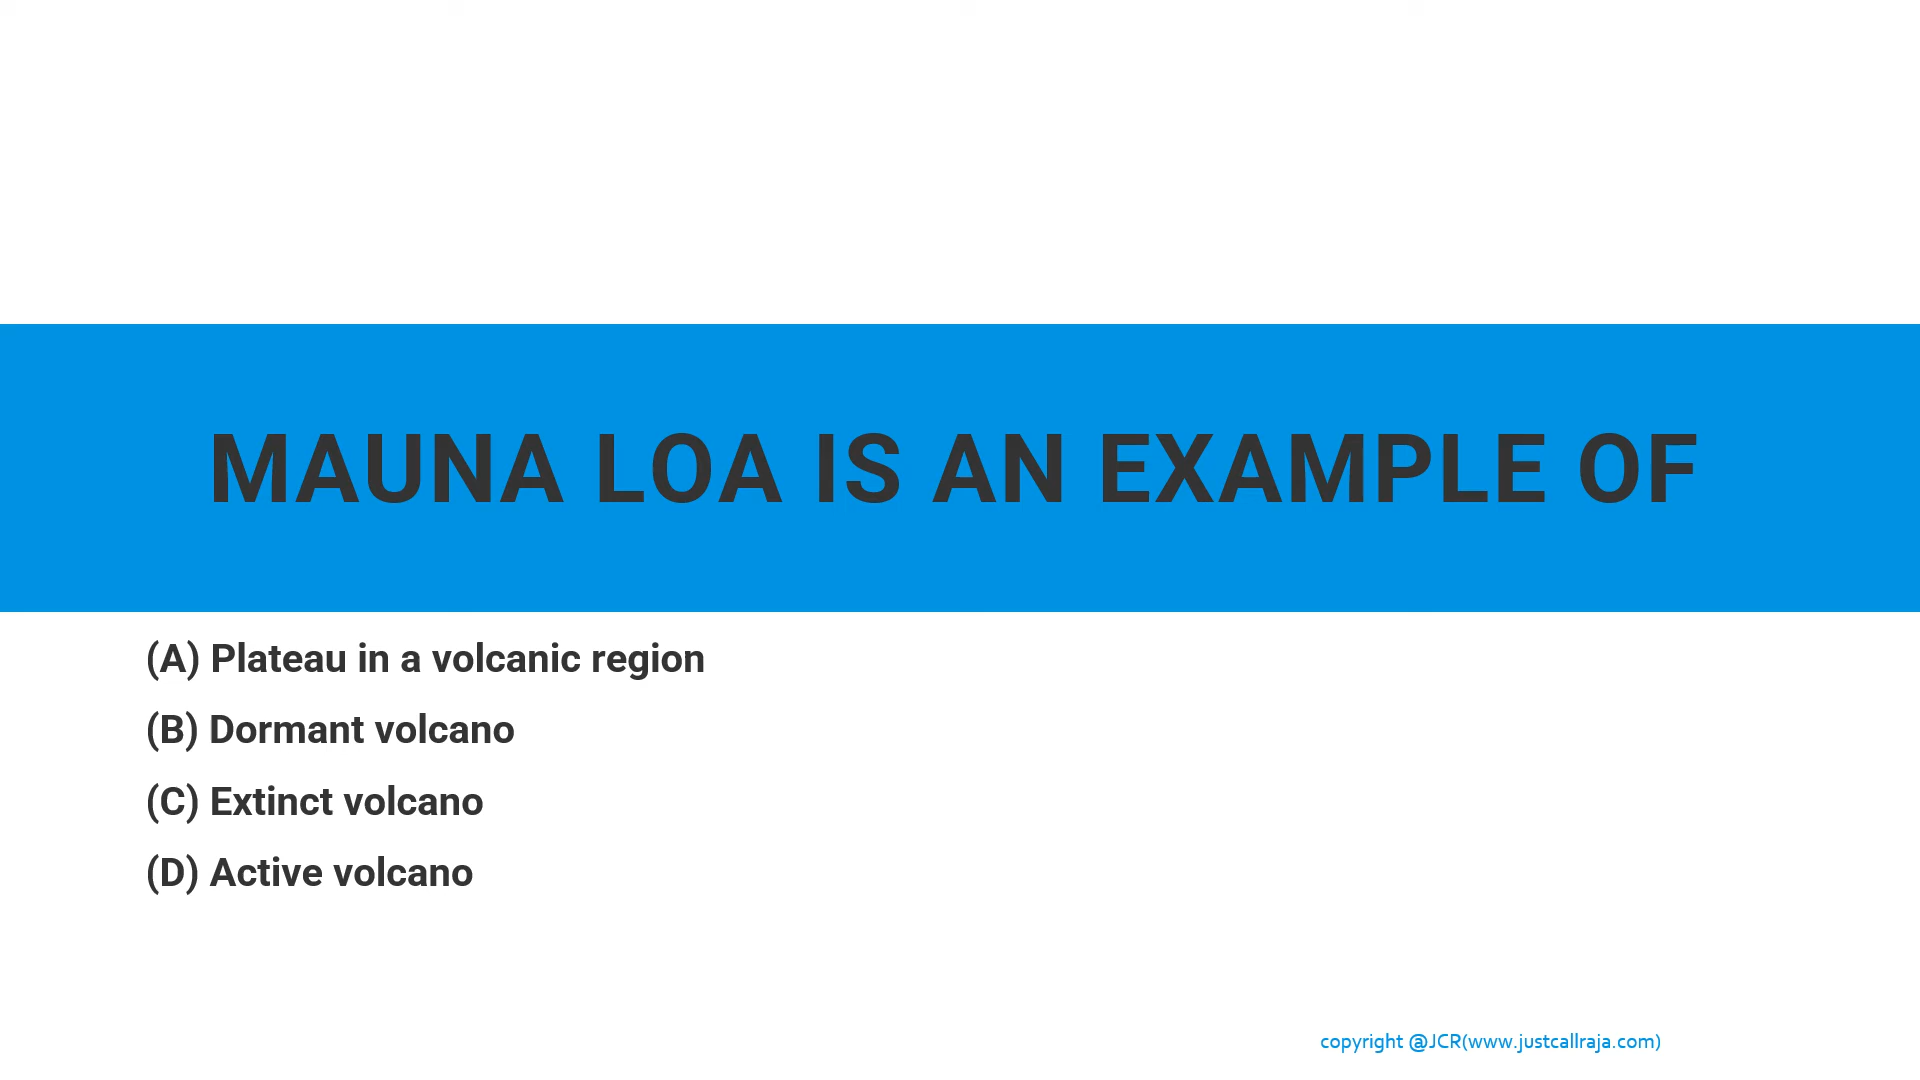 MAUNA LOA IS AN EXAMPLE OF
(A) Plateau in a volcanic region
(B) Dormant volcano
(C) Extinct volcano
(D) Active volcano
copyright @JCR(www.justcallraja.com)